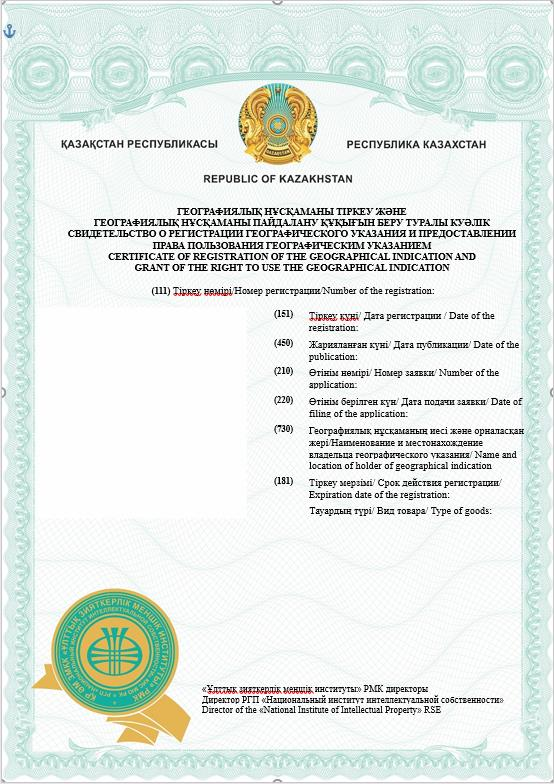 ҚАЗАҚСТАН РЕСПУБЛИКАСЫ
РЕСПУБЛИКА КАЗАХСТАН
REPUBLIC OF KAZAKHSTAN
ГЕОГРАФИЯЛЫҚ НҰСҚАМАНЫ ТІРКЕУ ЖӘНЕ
ГЕОГРАФИЯЛЫҚ НҰСҚАМАНЫ ПАЙДАЛАНУ ҚҰҚЫҒЫН БЕРУ ТУРАЛЫ КУӘЛІК
СВИДЕТЕЛЬСТВО О РЕГИСТРАЦИИ ГЕОГРАФИЧЕСКОГО УКАЗАНИЯ И ПРЕДОСТАВЛЕНИИ
ПРАВА ПОЛЬЗОВАНИЯ ГЕОГРАФИЧЕСКИМ УКАЗАНИЕМ
CERTIFICATE OF REGISTRATION OF THE GEOGRAPHICAL INDICATION AND
GRANT OF THE RIGHT TO USE THE GEOGRAPHICAL INDICATION
(111) Тіркеу нөмірі/Номер регистрации/Number of the registration:
(151) Тіркеу күні/ Дата регистрации / Date of the
registration:
(450) Жарияланған күні/ Дата публикации/ Date of the
publication:
(210) Өтінім нөмірі/ Номер заявки/ Number of the
application:
(220) Өтінім берілген күн/ Дата подачи заявки/ Date of
filing of the application:
(730) Географиялық нұсқаманың иесі және орналасқан
жері/Наименование и местонахождение
владельца географического указания/ Name and
location of holder of geographical indication
(181) Тіркеу мерзімі/ Срок действия регистрации/
Expiration date of the registration:
Тауардың түрі/ Вид товара/ Type of goods:
ҚР ӘМ ЗМКК «ҰЛТТЫҚ ЗИЯТКЕРЛІК МЕНШІК ИНСТИТУТЫ» РМК
«Ұлттық зияткерлік меншік институты» РМК директоры
Директор РГП «Национальный институт интеллектуальной собственности»
Director of the «National Institute of Intellectual Property» RSE